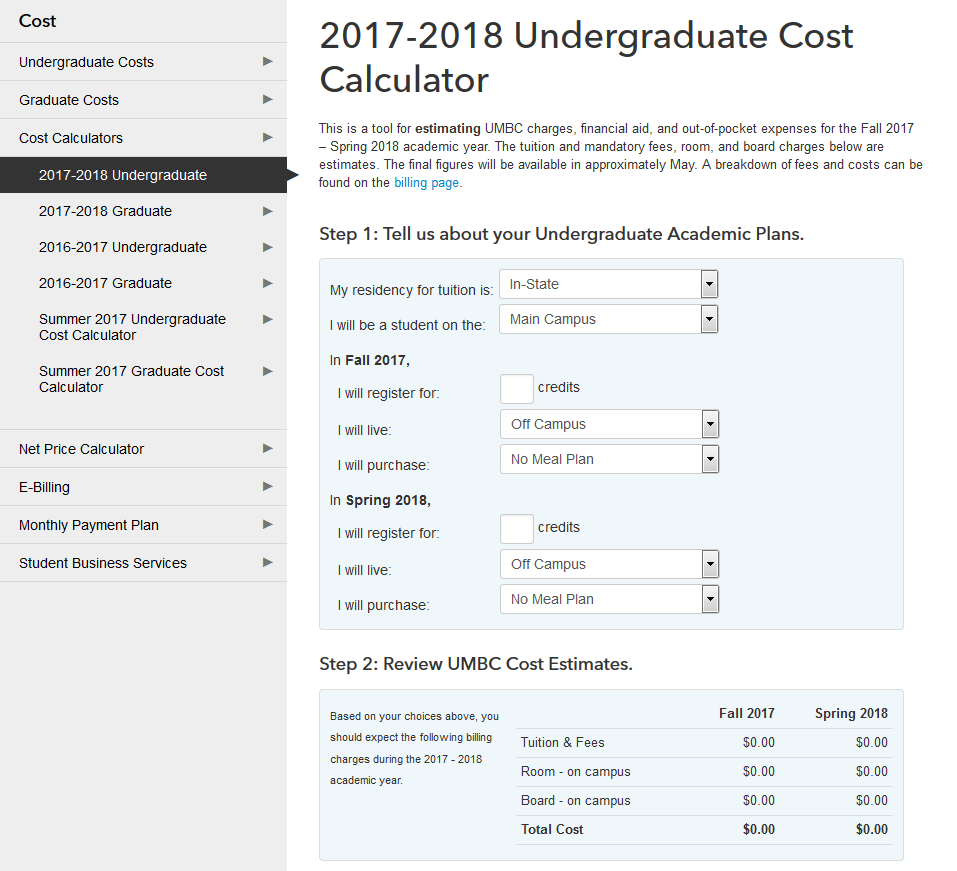 Cost
Undergraduate Costs
Graduate Costs
Cost Calculators
2017-2018 Undergraduate
2017-2018 Graduate
2016-2017 Undergraduate
2016-2017 Graduate
Summer 2017 Undergraduate
Cost Calculator
Summer 2017 Graduate Cost
Calculator
Net Price Calculator
E-Billing
Monthly Payment Plan
Student Business Services
2017-2018 Undergraduate Cost
Calculator
This is a tool for estimating UMBC charges, financial aid, and out-of-pocket expenses for the Fall 2017
– Spring 2018 academic year. The tuition and mandatory fees, room, and board charges below are
estimates. The final figures will be available in approximately May. A breakdown of fees and costs can be
found on the billing page.
Step 1: Tell us about your Undergraduate Academic Plans.
My residency for tuition is: In-State
I will be a student on the: Main Campus
In Fall 2017,
I will register for: credits
I will live: Off Campus
I will purchase: No Meal Plan
In Spring 2018,
I will register for: credits
I will live: Off Campus
I will purchase: No Meal Plan
Step 2: Review UMBC Cost Estimates.
Based on your choices above, you
should expect the following billing
charges during the 2017 - 2018
academic year.
Fall 2017 Spring 2018
Tuition & Fees $0.00 $0.00
Room - on campus $0.00 $0.00
Board - on campus $0.00 $0.00
Total Cost $0.00 $0.00